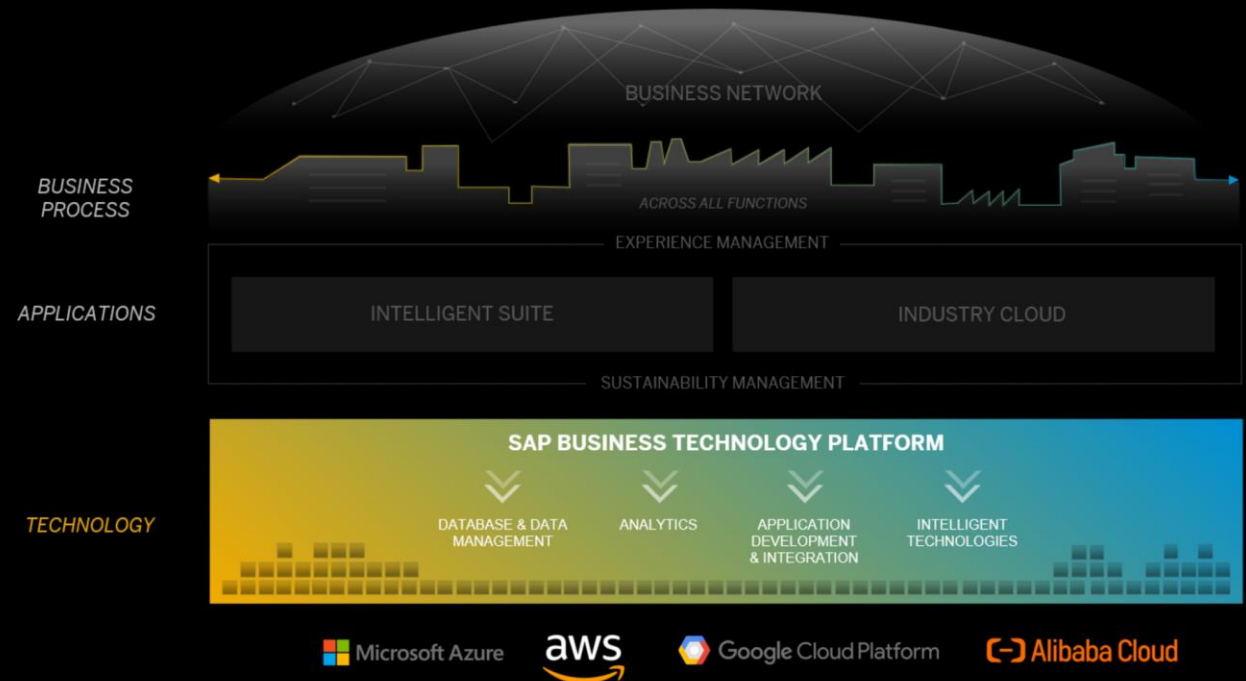 BUSINESS NETWORK
BUSINESS
PROCESS
ACROSS ALL FUNCTIONS
EXPERIENCE MANAGEMENT
APPLICATIONS
INTELLIGENT SUITE
INDUSTRY CLOUD
SUSTAINABILITY MANAGEMENT
SAP BUSINESS TECHNOLOGY PLATFORM
TECHNOLOGY
DATABASE & DATA
MANAGEMENT
ANALYTICS
APPLICATION
DEVELOPMENT
& INTEGRATION
INTELLIGENT
TECHNOLOGIES
Microsoft Azure
aws
Google Cloud Platform
Alibaba Cloud